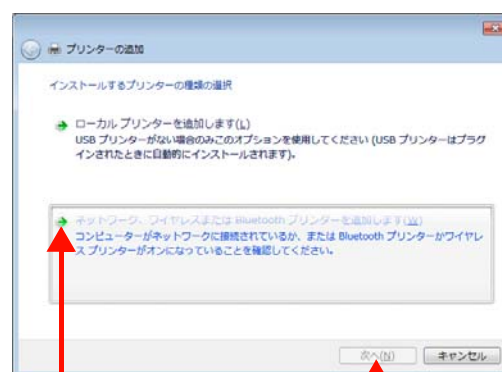 プリンターの追加
インストールするプリンターの種類の選択
ローカル プリンターを追加します(L)
USB プリンターがない場合のみこのオプションを使用してください (USB プリンターはプラグ
インされたときに自動的にインストールされます)。
ネットワーク、ワイヤレスまたは Bluetooth プリンターを追加します(W)
コンピューターがネットワークに接続されているか、または Bluetooth プリンターかワイヤレ
ス プリンターがオンになっていることを確認してください。
次へ(N) キャンセル